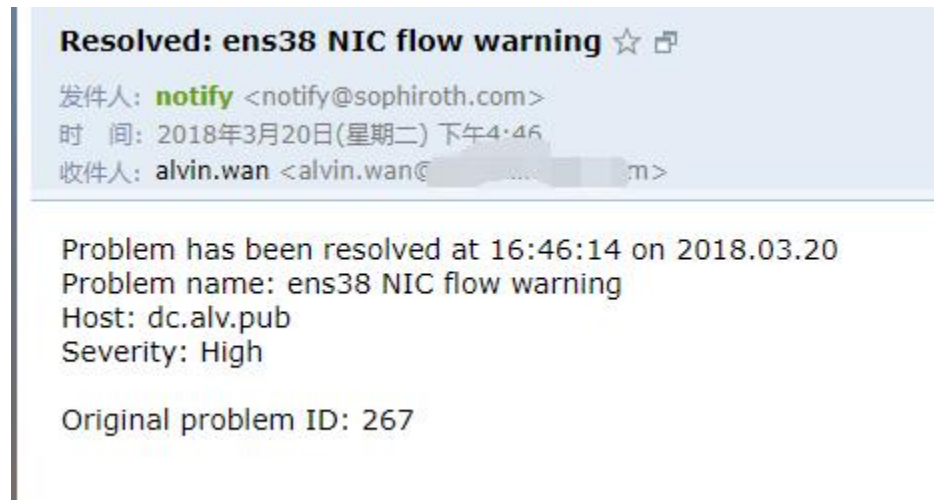 Resolved: ens38 NIC flow warning
发件人: notify <notify@sophiroth.com>
时 间: 2018年3月20日(星期二) 下午4:46
收件人: alvin.wan <alvin.wan@ m>
Problem has been resolved at 16:46:14 on 2018.03.20
Problem name: ens38 NIC flow warning
Host: dc.alv.pub
Severity: High
Original problem ID: 267